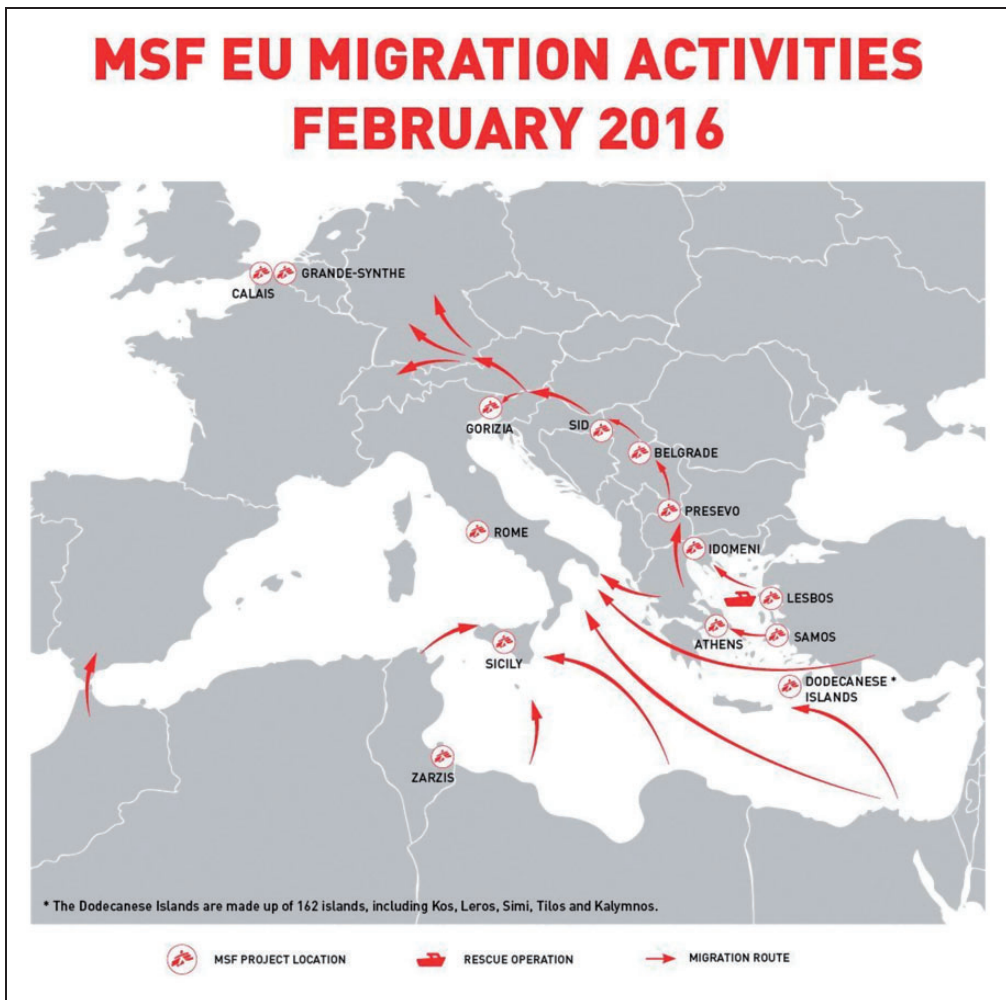 MSF EU MIGRATION ACTIVITIES
FEBRUARY 2016
GRANDE-SYNTHE
CALAIS
GORIZIA
SID
BELGRADE
PRESEVO
ROME
IDOMENI
LESBOS
ATHENS
SAMOS
SICILY
DODECANESE *
ISLANDS
ZARZIS
* The Dodecanese Islands are made up of 162 islands, including Kos, Leros, Simi, Tilos and Kalymnos.
MSF PROJECT LOCATION
RESCUE OPERATION
MIGRATION ROUTE